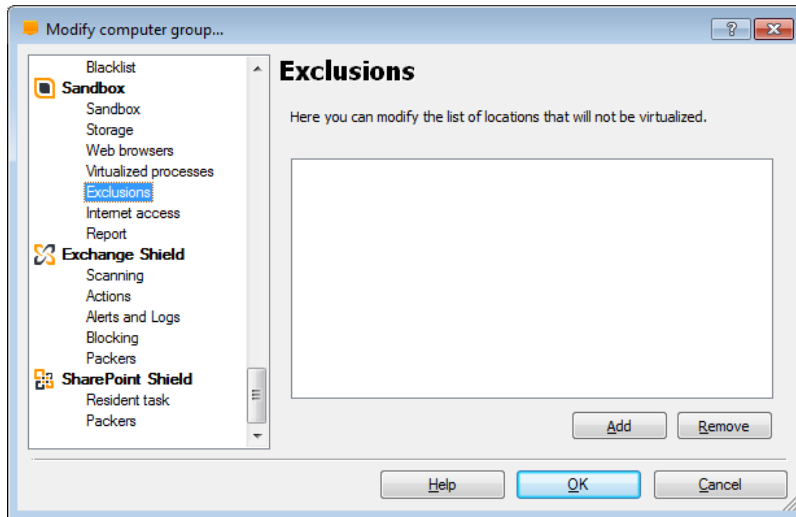 Modify computer group...
Blacklist
Sandbox
Sandbox
Storage
Web browsers
Virtualized processes
Exclusions
Internet access
Report
Exchange Shield
Scanning
Actions
Alerts and Logs
Blocking
Packers
SharePoint Shield
Resident task
Packers
Exclusions
Here you can modify the list of locations that will not be virtualized.
Add Remove
Help OK Cancel